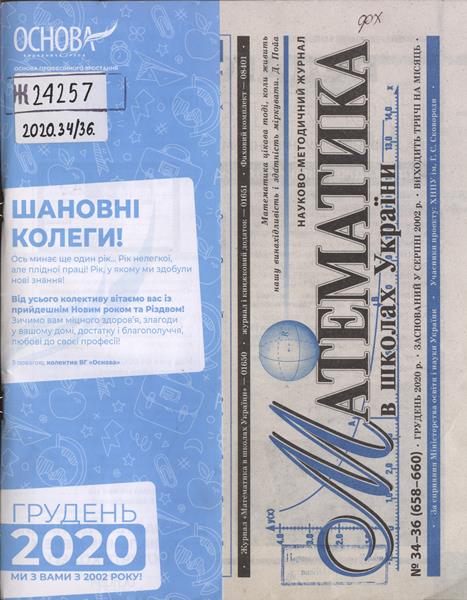 ОСНОВА
ВИДАВНИЧА ГРУПА
ОСНОВА ПРОФЕСІЙНОГО ЗРОСТАННЯ
Ж 24257
2020.34/36.
ШАНОВНІ
КОЛЕГИ!
Ось минає ще один рік... Рік нелегкої,
але плідної праці! Рік, у якому ми здобули
нові знання!
Від усього колективу вітаємо вас із
прийдешнім Новим роком та Різдвом!
Зичимо вам міцного здоров'я, злагоди
у вашому домі, достатку і благополуччя,
любові до своєї професії!
З повагою, колектив ВГ «Основа»
ГРУДЕНЬ
2020
МИ З ВАМИ З 2002 РОКУ!
фох
Журнал «Математика в школах України» — 01650 • Журнал і книжковий додаток — 01651 • Фаховий комплект — 08401 •
Математика цікава тоді, коли живить
нашу винахідливість і здатність міркувати. Д. Пойа
НАУКОВО-МЕТОДИЧНИЙ ЖУРНАЛ
МАТЕМАТИКА
в школах України
№ 34–36 (658–660) • ГРУДЕНЬ 2020 р. • ЗАСНОВАНИЙ У СЕРПНІ 2002 р. • ВИХОДИТЬ ТРИЧІ НА МІСЯЦЬ •
За сприяння Міністерства освіти і науки України • Учасники проекту: ХНПУ ім. Г. С. Сковороди